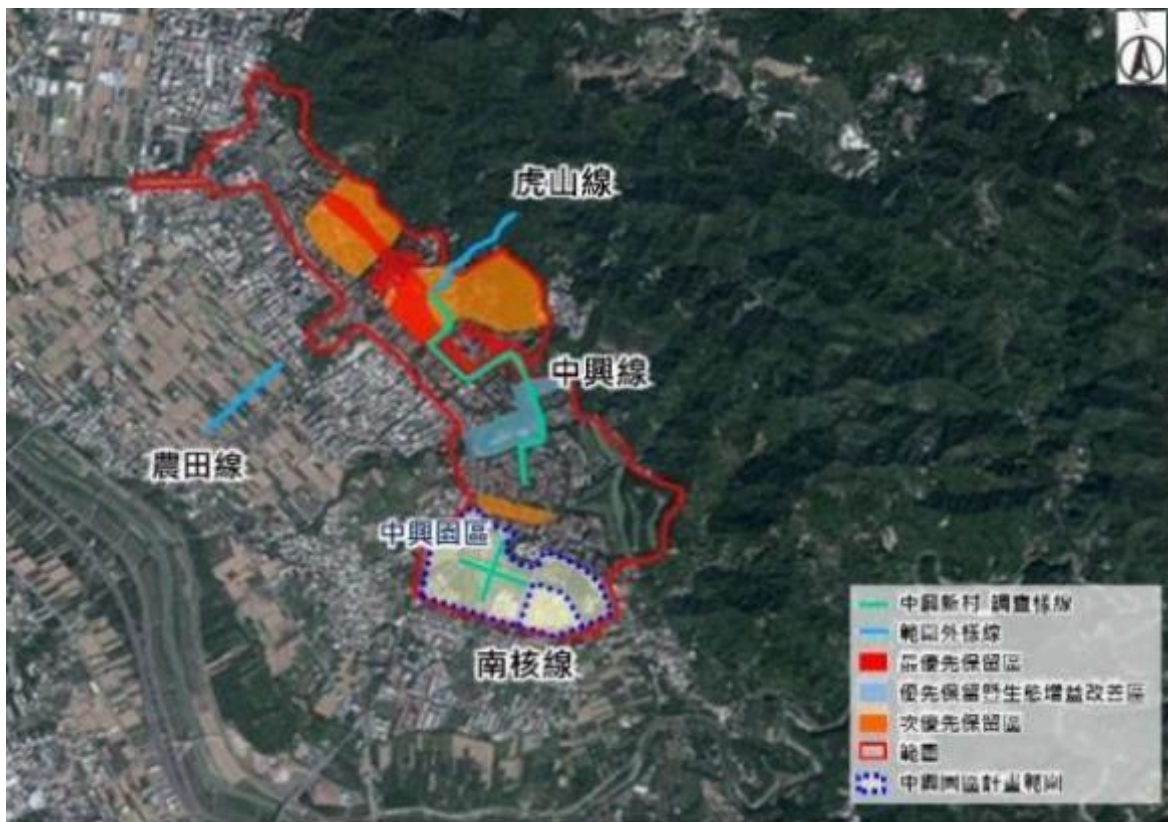 N
虎山線
中興線
農田線
中興園區
南核線
中興新村 調查樣線
範圍外樣線
最優先保留區
優先保留暨生態增益改善區
次優先保留區
範圍
中興園區計畫範圍